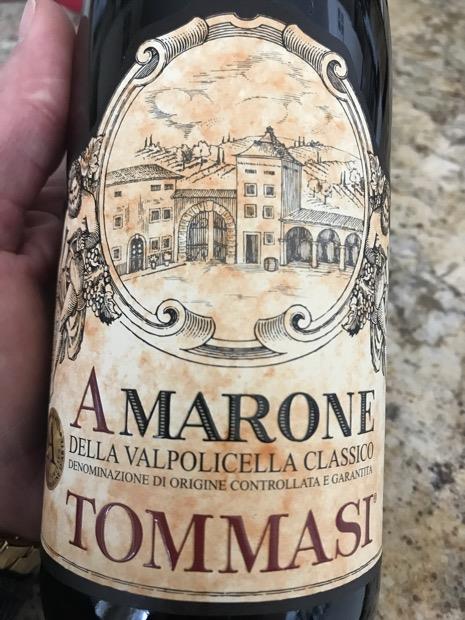 AMARONE
DELLA VALPOLICELLA CLASSICO
DENOMINAZIONE DI ORIGINE CONTROLLATA E GARANTITA
TOMMASI®